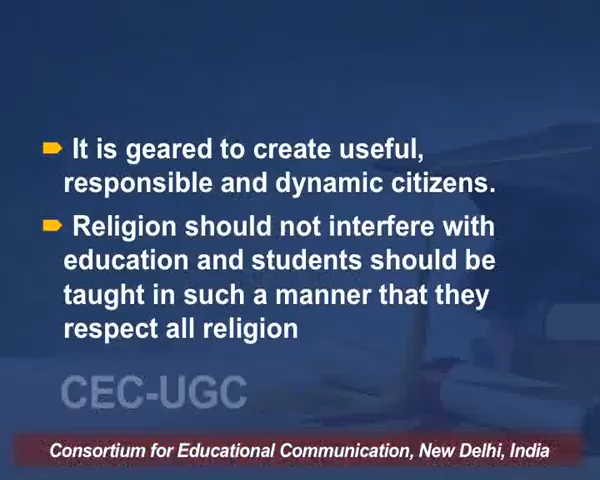 It is geared to create useful,
responsible and dynamic citizens.
Religion should not interfere with
education and students should be
taught in such a manner that they
respect all religion
CEC-UGC
Consortium for Educational Communication, New Delhi, India